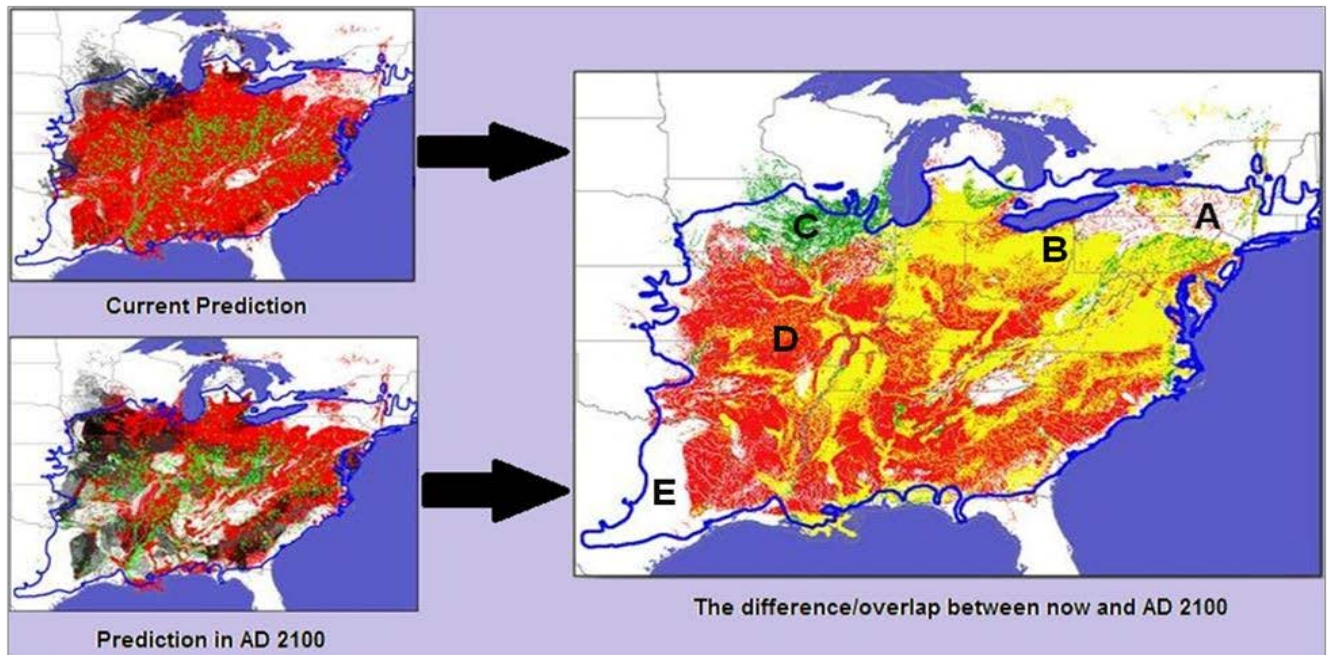 Current Prediction
Prediction in AD 2100
A
B
C
D
E
The difference/overlap between now and AD 2100